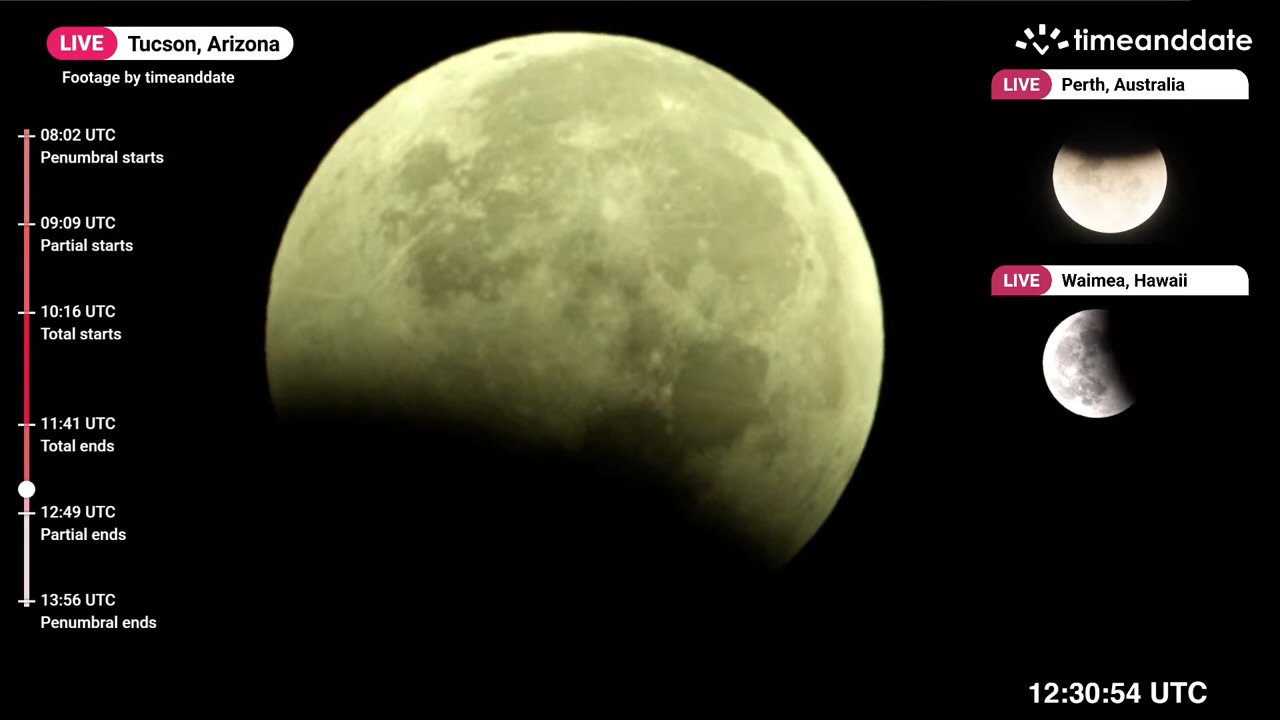 LIVE Tucson, Arizona
Footage by timeanddate
08:02 UTC
Penumbral starts
09:09 UTC
Partial starts
10:16 UTC
Total starts
11:41 UTC
Total ends
12:49 UTC
Partial ends
13:56 UTC
Penumbral ends
timeanddate
LIVE Perth, Australia
LIVE Waimea, Hawaii
12:30:54 UTC